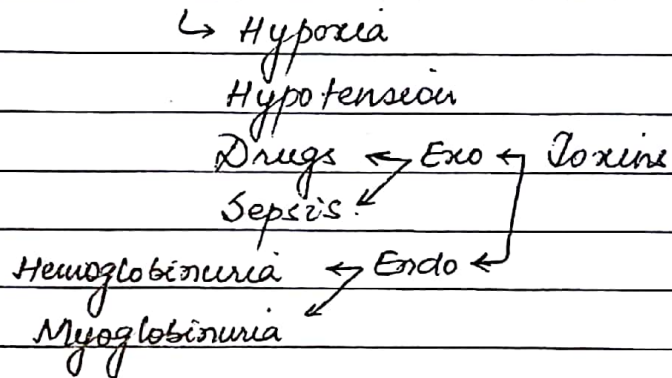 ↳ Hypoxia
Hypotension
Drugs ← Exo ← Toxins
Sepsis.
Hemoglobinuria ← Endo ←
Myoglobinuria